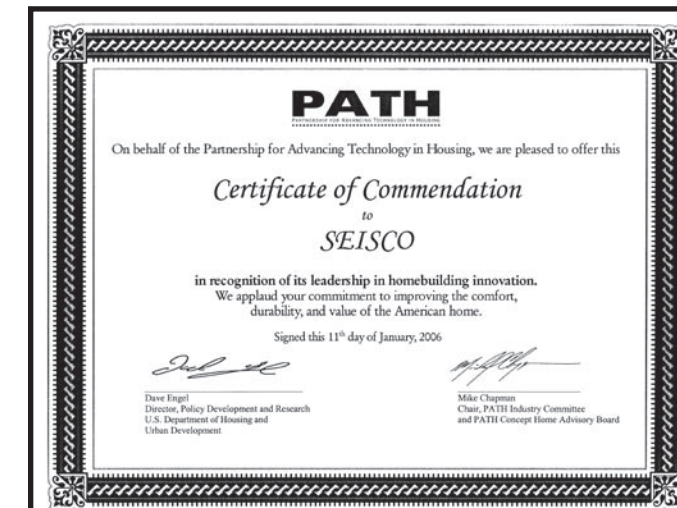 PATH
PARTNERSHIP FOR ADVANCING TECHNOLOGY IN HOUSING
On behalf of the Partnership for Advancing Technology in Housing, we are pleased to offer this
Certificate of Commendation
to
SEISCO
in recognition of its leadership in homebuilding innovation.
We applaud your commitment to improving the comfort,
durability, and value of the American home.
Signed this 11th day of January, 2006
Dave Engel
Director, Policy Development and Research
U.S. Department of Housing and
Urban Development
Mike Chapman
Chair, PATH Industry Committee
and PATH Concept Home Advisory Board